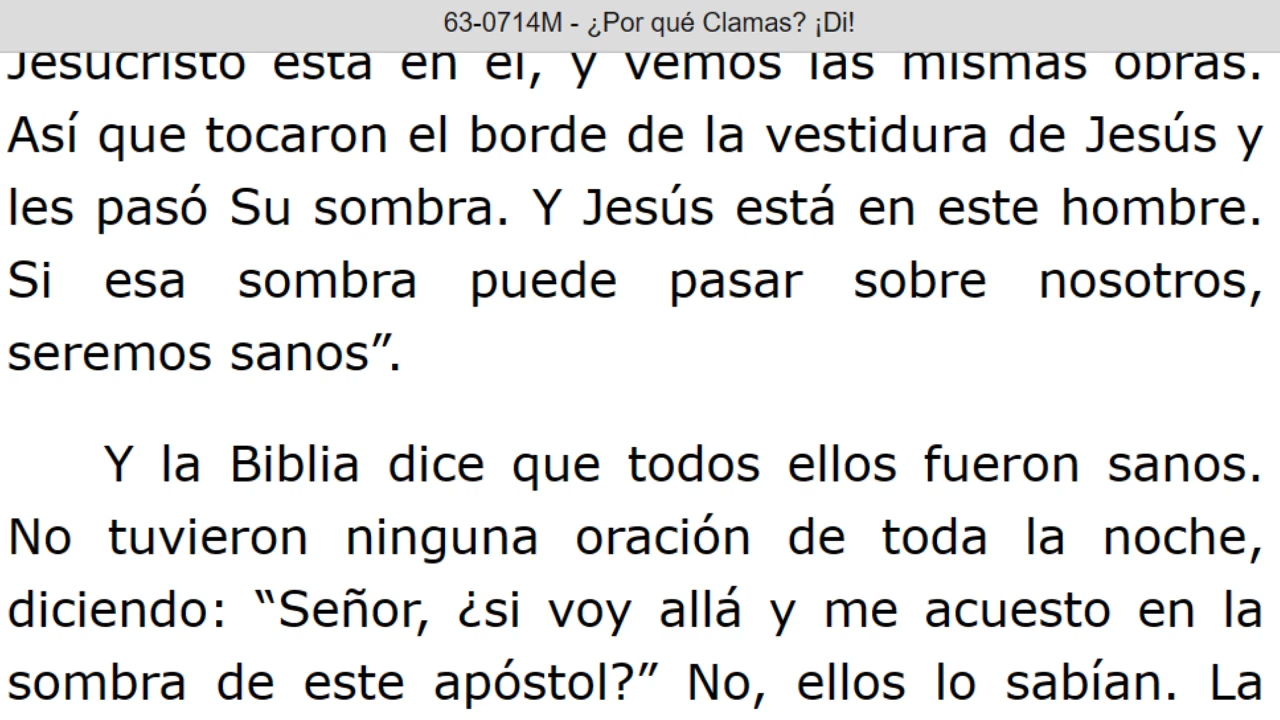 63-0714M - ¿Por qué Clamas? ¡Di!
Jesucristo está en él, y vemos las mismas obras.
Así que tocaron el borde de la vestidura de Jesús y
les pasó Su sombra. Y Jesús está en este hombre.
Si esa sombra puede pasar sobre nosotros,
seremos sanos”.
Y la Biblia dice que todos ellos fueron sanos.
No tuvieron ninguna oración de toda la noche,
diciendo: “Señor, ¿si voy allá y me acuesto en la
sombra de este apóstol?” No, ellos lo sabían. La